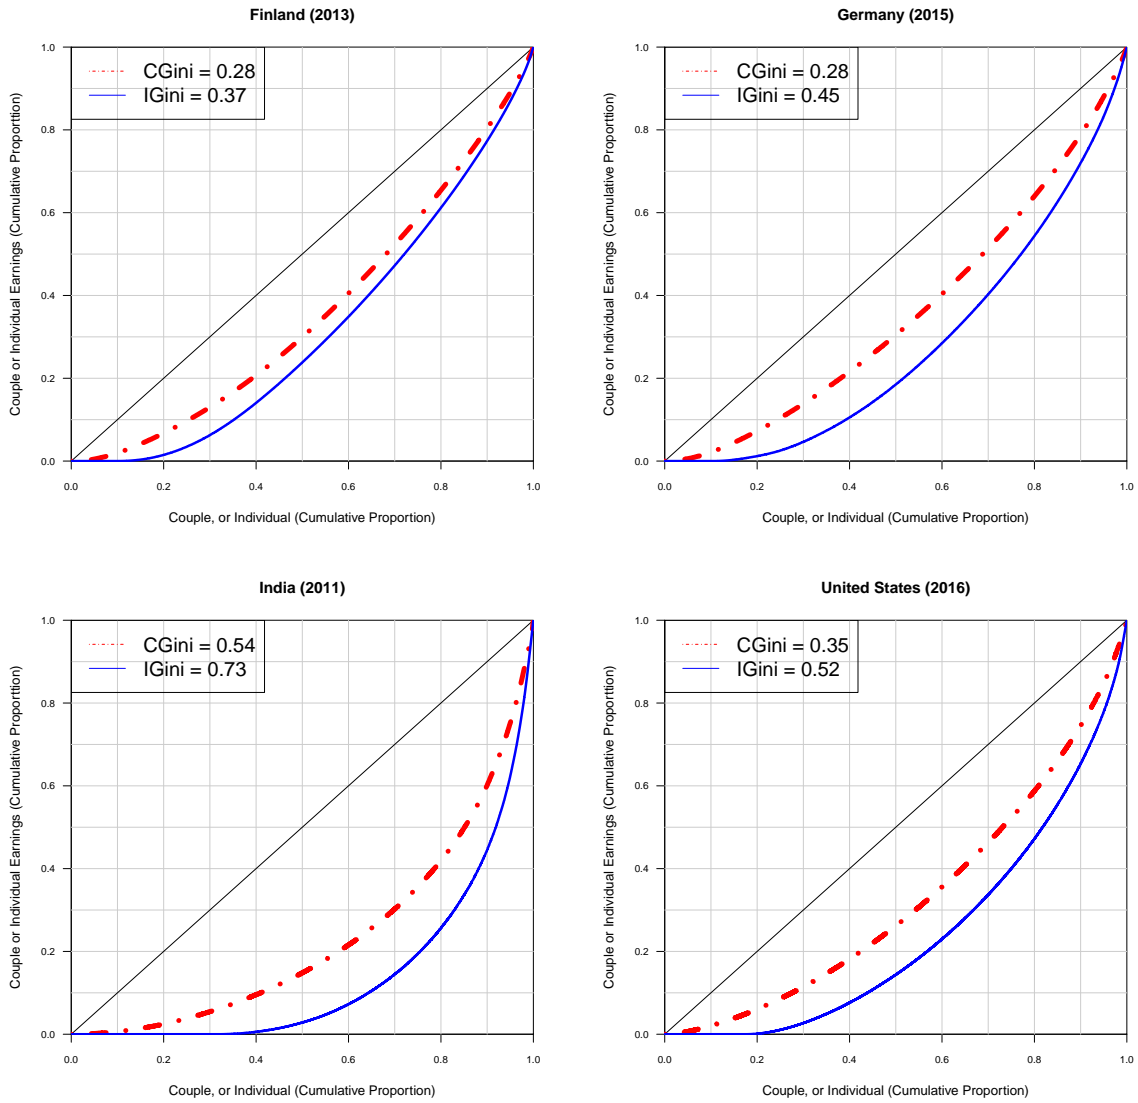 Finland (2013)
CGini = 0.28
IGini = 0.37
Couple or Individual Earnings (Cumulative Proporttion)
0.0
0.2
0.4
0.6
0.8
1.0
0.0 0.2 0.4 0.6 0.8 1.0
Couple, or Individual (Cumulative Proportion)
Germany (2015)
CGini = 0.28
IGini = 0.45
Couple or Individual Earnings (Cumulative Proporttion)
0.0
0.2
0.4
0.6
0.8
1.0
0.0 0.2 0.4 0.6 0.8 1.0
Couple, or Individual (Cumulative Proportion)
India (2011)
CGini = 0.54
IGini = 0.73
Couple or Individual Earnings (Cumulative Proporttion)
0.0
0.2
0.4
0.6
0.8
1.0
0.0 0.2 0.4 0.6 0.8 1.0
Couple, or Individual (Cumulative Proportion)
United States (2016)
CGini = 0.35
IGini = 0.52
Couple or Individual Earnings (Cumulative Proporttion)
0.0
0.2
0.4
0.6
0.8
1.0
0.0 0.2 0.4 0.6 0.8 1.0
Couple, or Individual (Cumulative Proportion)